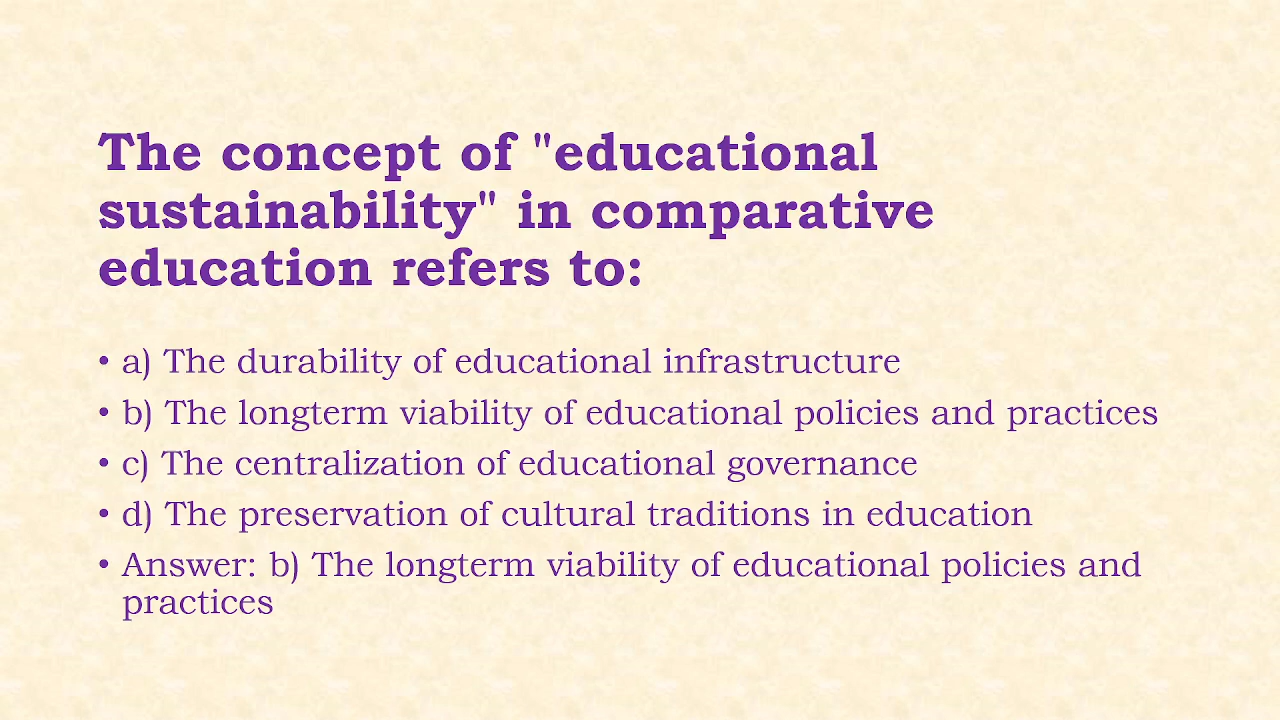 The concept of "educational
sustainability" in comparative
education refers to:
• a) The durability of educational infrastructure
• b) The longterm viability of educational policies and practices
• c) The centralization of educational governance
• d) The preservation of cultural traditions in education
• Answer: b) The longterm viability of educational policies and
practices